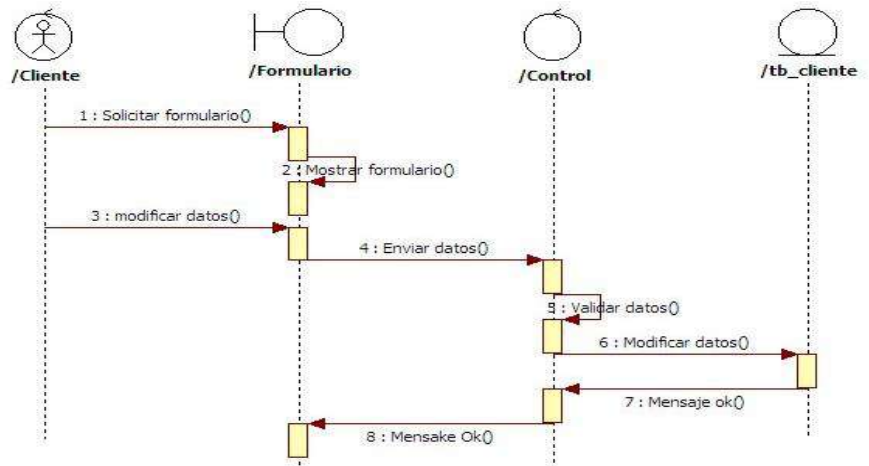 /Cliente
/Formulario
/Control
/tb_cliente
1 : Solicitar formulario()
2 : Mostrar formulario()
3 : modificar datos()
4 : Enviar datos()
5 : Validar datos()
6 : Modificar datos()
7 : Mensaje ok()
8 : Mensake Ok()